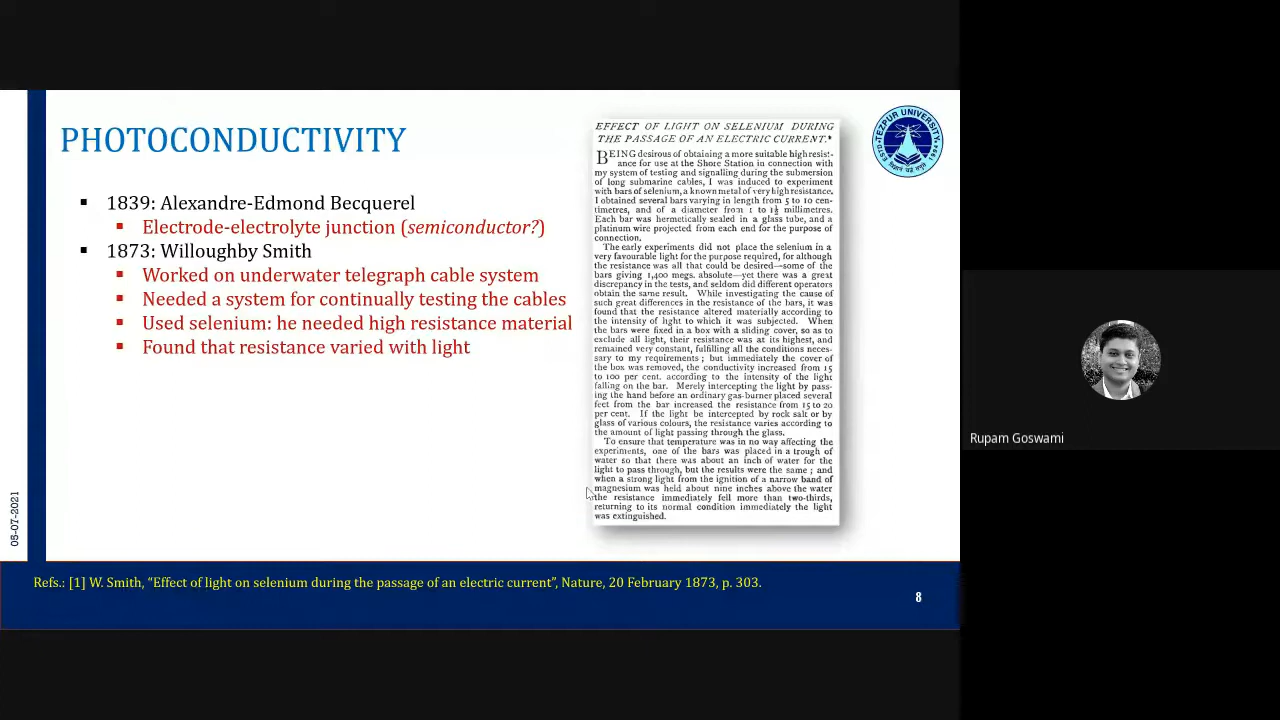 PHOTOCONDUCTIVITY
▪ 1839: Alexandre-Edmond Becquerel
▪ Electrode-electrolyte junction (semiconductor?)
▪ 1873: Willoughby Smith
▪ Worked on underwater telegraph cable system
▪ Needed a system for continually testing the cables
▪ Used selenium: he needed high resistance material
▪ Found that resistance varied with light
EFFECT OF LIGHT ON SELENIUM DURING
THE PASSAGE OF AN ELECTRIC CURRENT.*
BEING desirous of obtaining a more suitable high resist-
ance for use at the Shore Station in connection with
my system of testing and signalling during the submersion
of long submarine cables, I was induced to experiment
with bars of selenium, a known metal of very high resistance.
I obtained several bars varying in length from 5 to 10 cen-
timetres, and of a diameter from 1 to 1½ millimetres.
Each bar was hermetically sealed in a glass tube, and a
platinum wire projected from each end for the purpose of
connection.
The early experiments did not place the selenium in a
very favourable light for the purpose required, for although
the resistance was all that could be desired—some of the
bars giving 1,400 megs. absolute—yet there was a great
discrepancy in the tests, and seldom did different operators
obtain the same result. While investigating the cause of
such great differences in the resistance of the bars, it was
found that the resistance altered materially according to
the intensity of light to which it was subjected. When
the bars were fixed in a box with a sliding cover, so as to
exclude all light, their resistance was at its highest, and
remained very constant, fulfilling all the conditions neces-
sary to my requirements ; but immediately the cover of
the box was removed, the conductivity increased from 15
to 100 per cent. according to the intensity of the light
falling on the bar. Merely intercepting the light by pass-
ing the hand before an ordinary gas-burner placed several
feet from the bar increased the resistance from 15 to 20
per cent. If the light be intercepted by rock salt or by
glass of various colours, the resistance varies according to
the amount of light passing through the glass.
To ensure that temperature was in no way affecting the
experiments, one of the bars was placed in a trough of
water so that there was about an inch of water for the
light to pass through, but the results were the same ; and
when a strong light from the ignition of a narrow band of
magnesium was held about nine inches above the water
the resistance immediately fell more than two-thirds,
returning to its normal condition immediately the light
was extinguished.
TEZPUR UNIVERSITY
Rupam Goswami
08-07-2021
Refs.: [1] W. Smith, “Effect of light on selenium during the passage of an electric current”, Nature, 20 February 1873, p. 303.
8